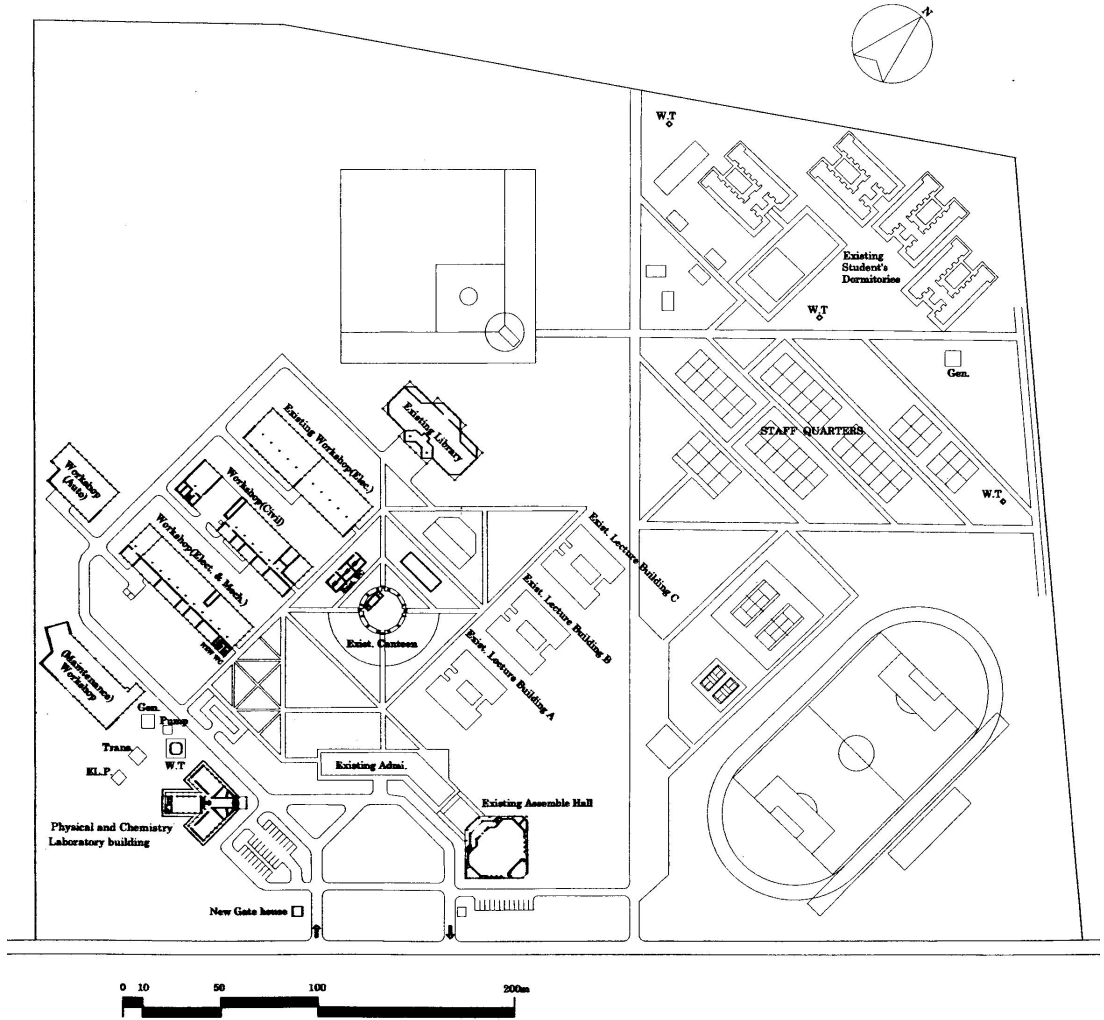 N
W.T
Existing
Student's
Dormitories
W.T
Gen.
STAFF QUARTERS
W.T
Existing Library
Existing Workshop(Elec.)
Workshop(Civil)
Workshop
(Auto)
Workshop(Elect. & Mech.)
NEW WC
Exist. Canteen
Exist. Lecture Building C
Exist. Lecture Building B
Exist. Lecture Building A
(Maintenance)
Workshop
Gen.
Pump
Trans.
W.T
EL.P
Existing Admi.
Existing Assemble Hall
Physical and Chemistry
Laboratory building
New Gate house
0 10 50 100 200m